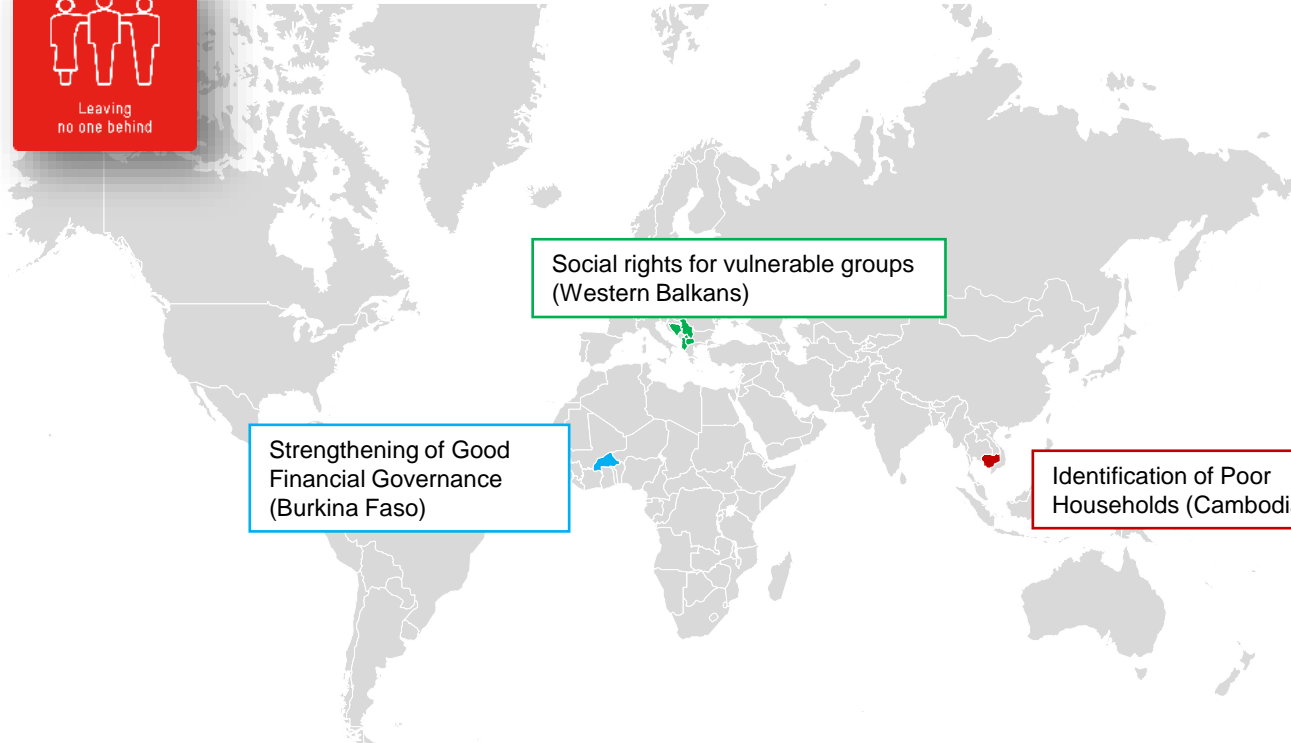 Leaving
no one behind
Social rights for vulnerable groups
(Western Balkans)
Strengthening of Good
Financial Governance
(Burkina Faso)
Identification of Poor
Households (Cambodia